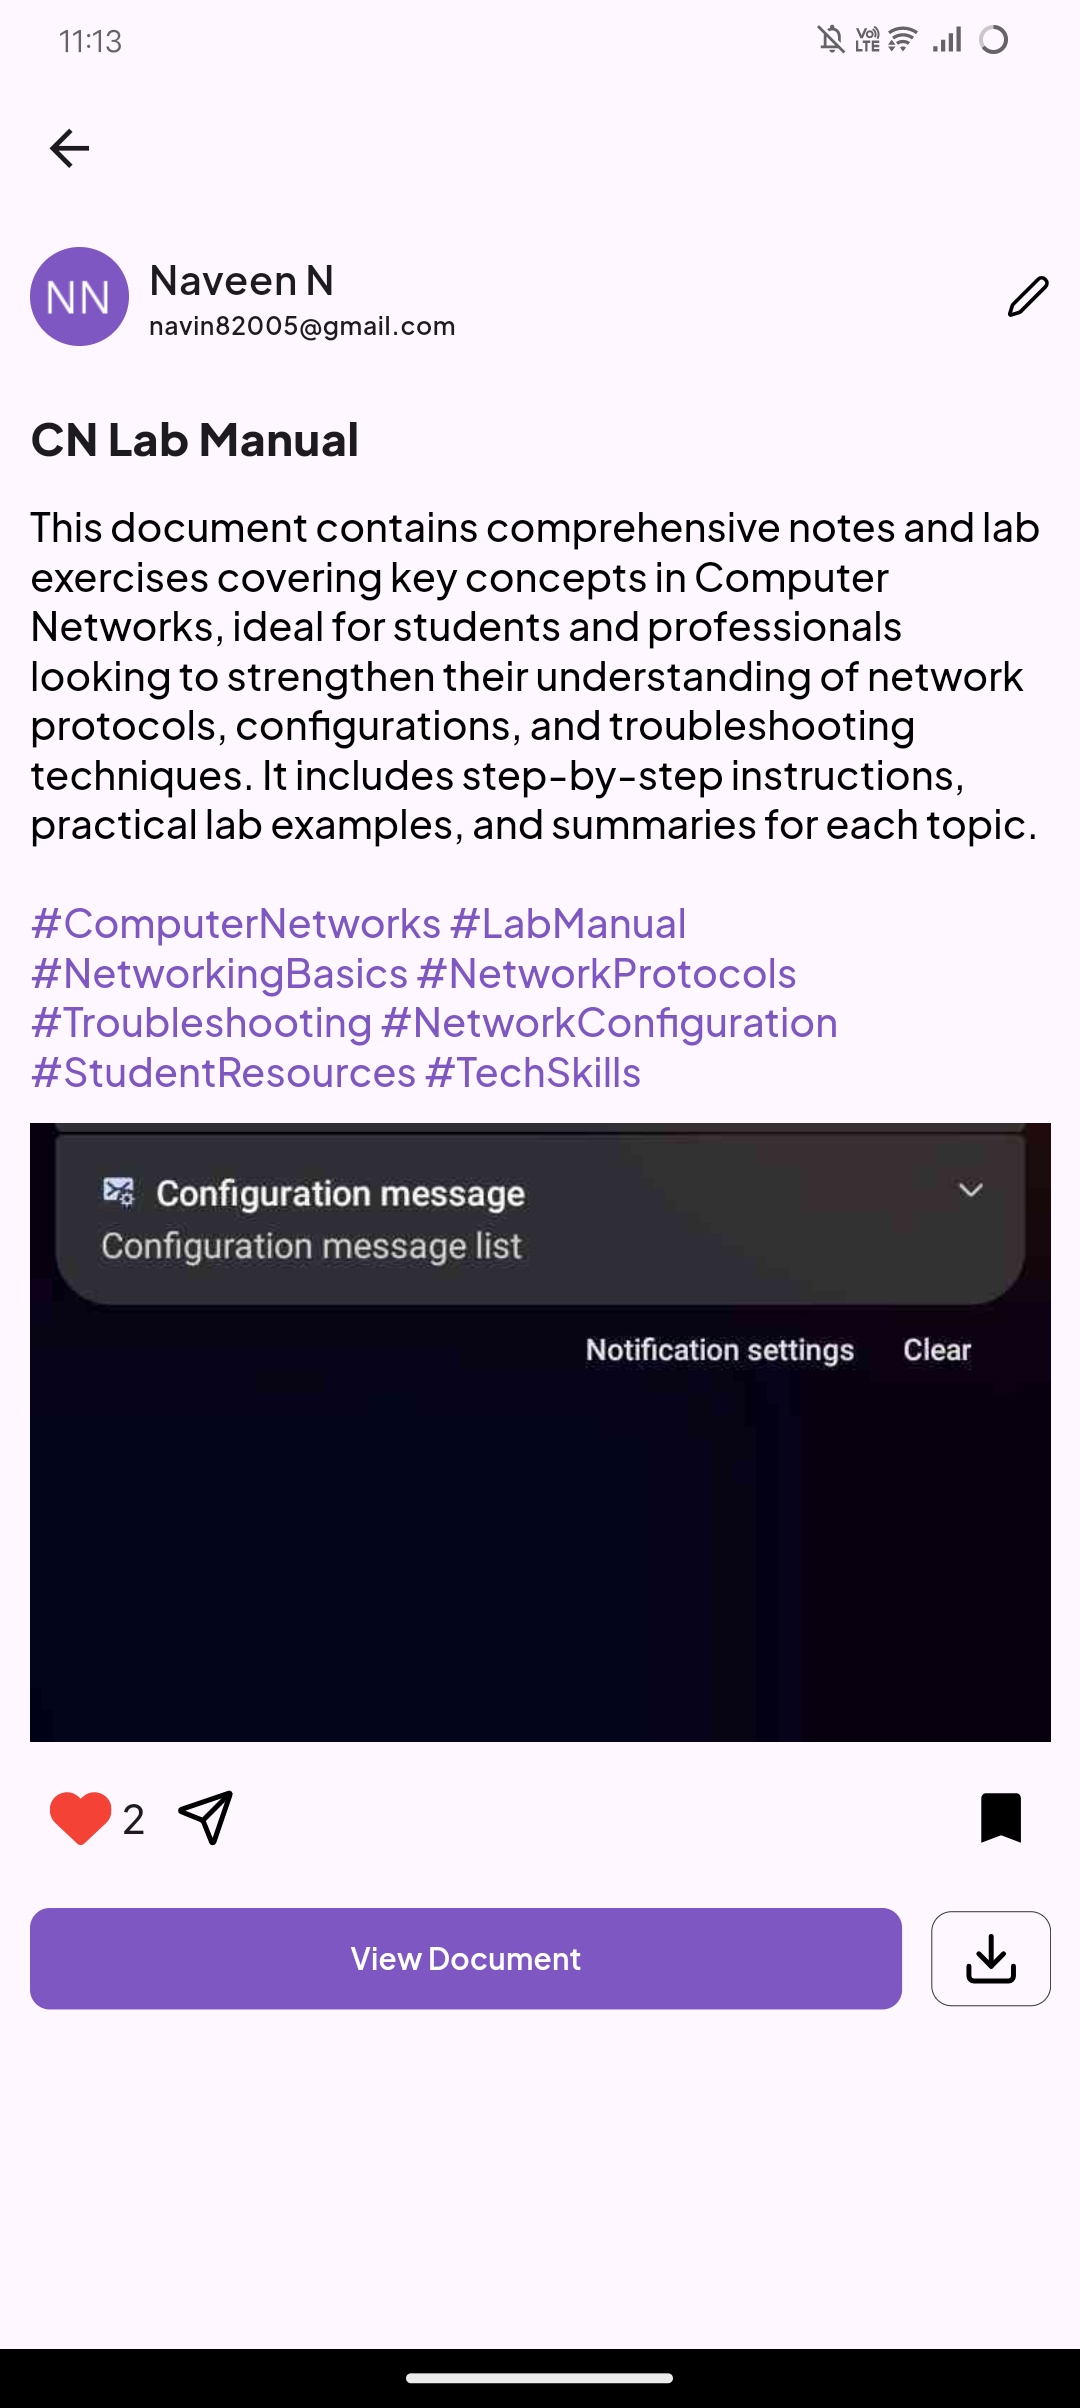 11:13
Vo)) LTE
NN
Naveen N
navin82005@gmail.com
CN Lab Manual
This document contains comprehensive notes and lab
exercises covering key concepts in Computer
Networks, ideal for students and professionals
looking to strengthen their understanding of network
protocols, configurations, and troubleshooting
techniques. It includes step-by-step instructions,
practical lab examples, and summaries for each topic.
#ComputerNetworks #LabManual
#NetworkingBasics #NetworkProtocols
#Troubleshooting #NetworkConfiguration
#StudentResources #TechSkills
Configuration message
Configuration message list
Notification settings Clear
2
View Document